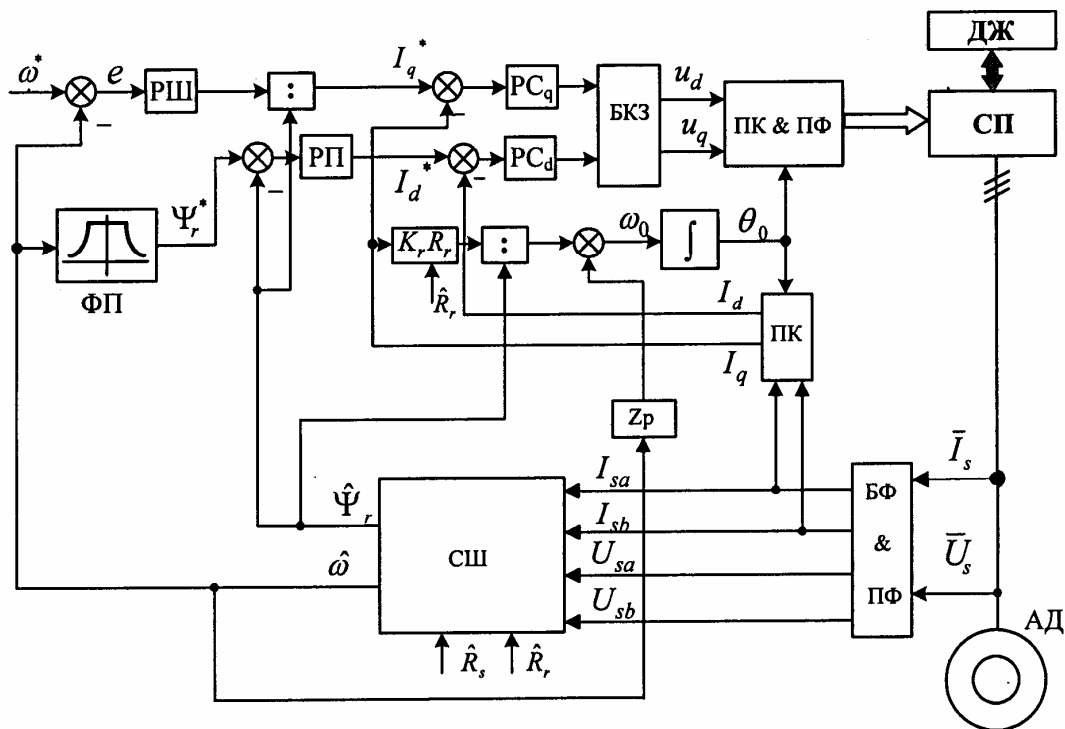 ДЖ
ω* e РШ : I_q* РС_q БКЗ u_d ПК & ПФ СП
− −
u_q
Ψ_r* РП I_d* РС_d
− −
ФП
K_r R_r : ω_0 ∫ θ_0
R̂_r
I_d ПК
I_q
Zp
Ψ̂_r СШ I_sa БФ & ПФ Ī_s
I_sb
ω̂ U_sa Ū_s
U_sb
R̂_s R̂_r
АД